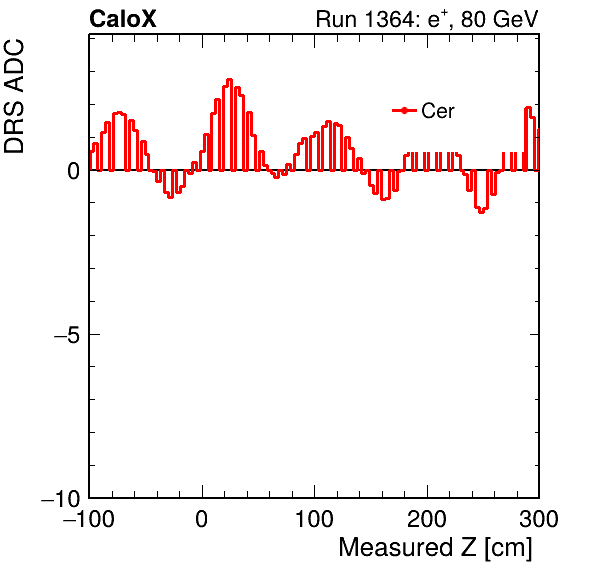 CaloX Run 1364: e⁺, 80 GeV
DRS ADC
Cer
0
−5
−10
−100 0 100 200 300
Measured Z [cm]